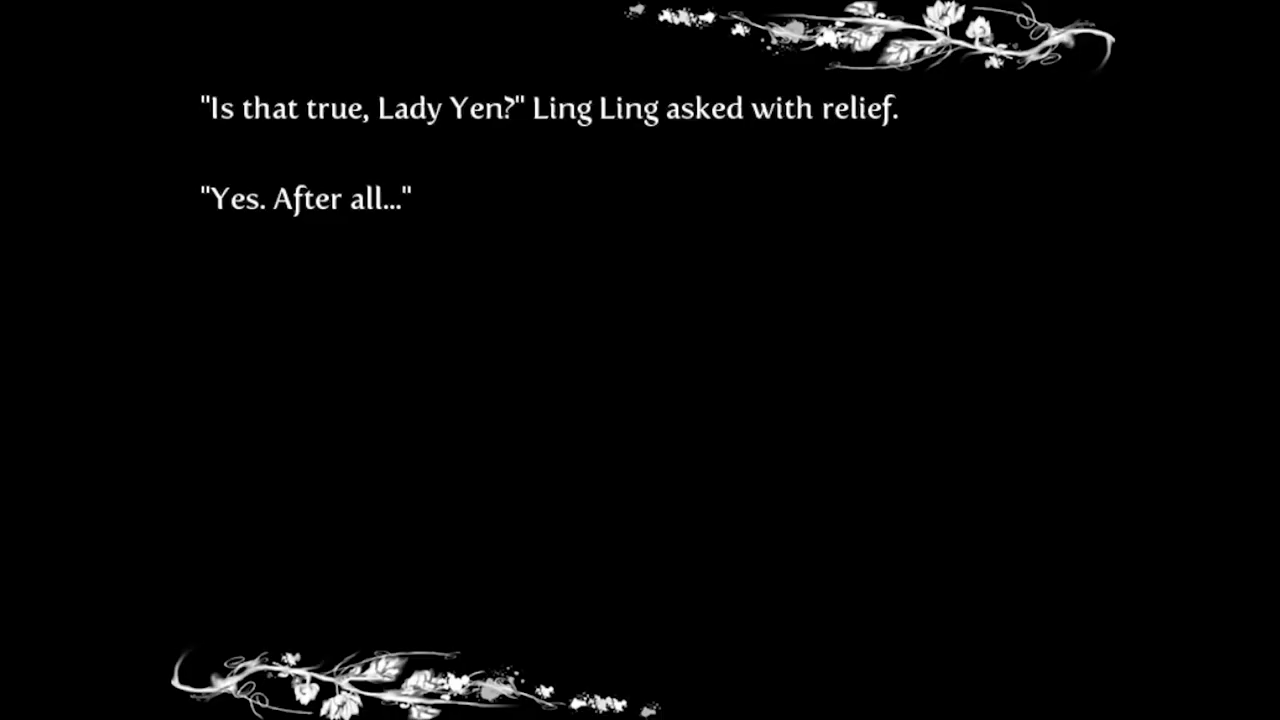 "Is that true, Lady Yen?" Ling Ling asked with relief.
"Yes. After all..."